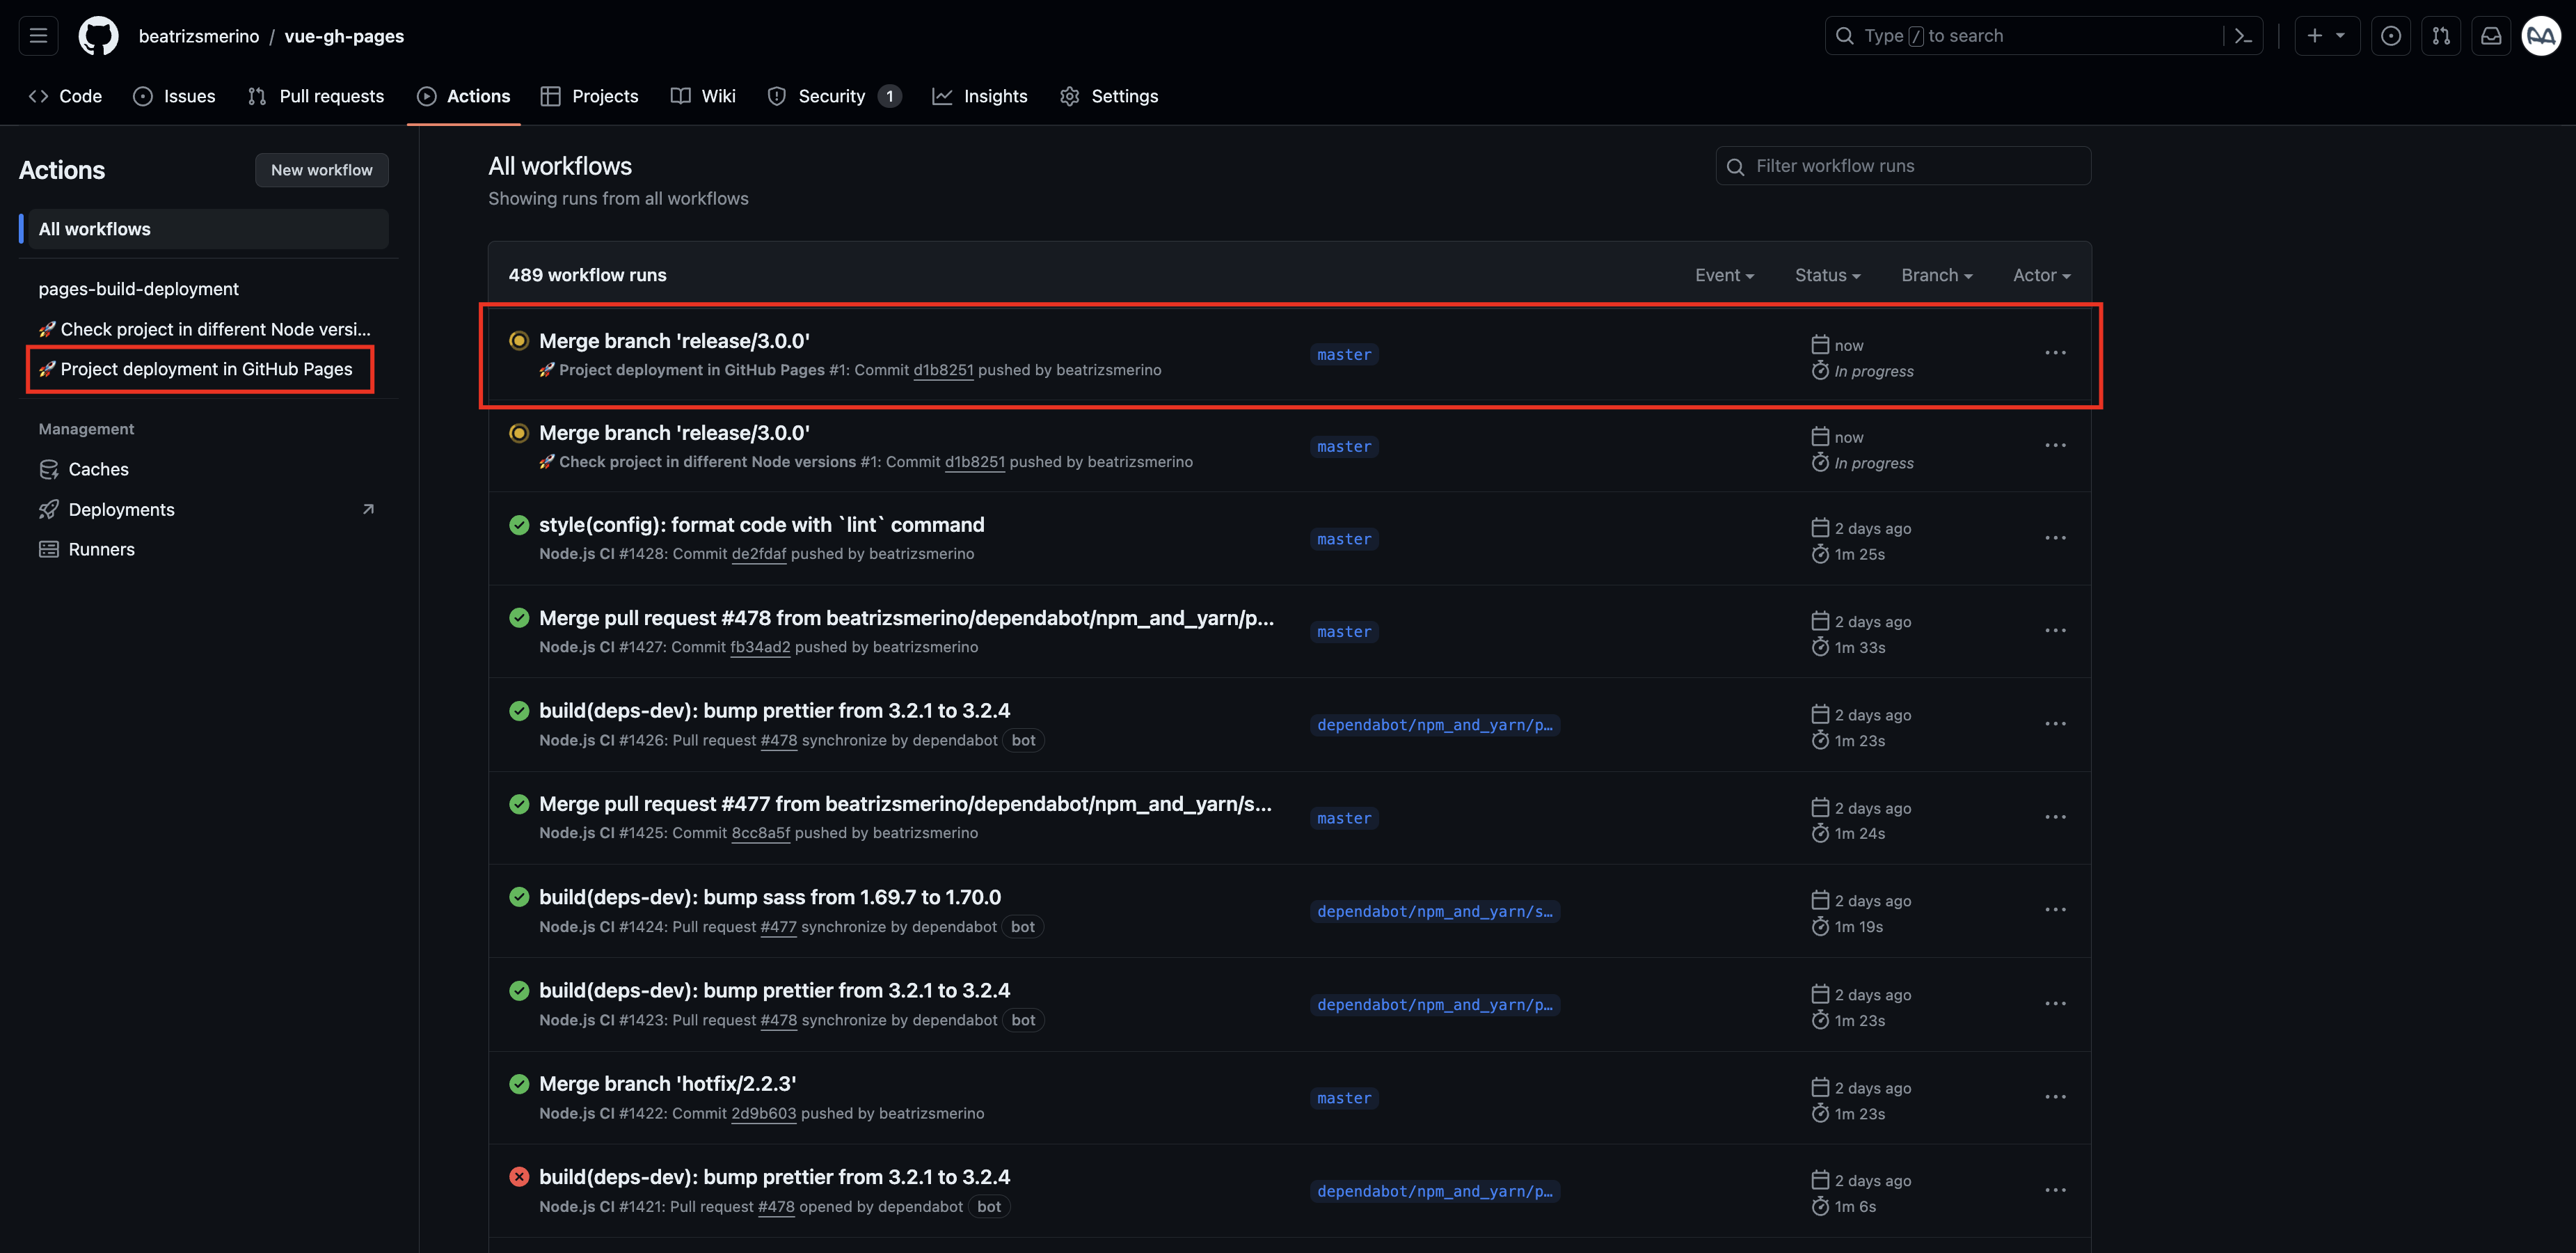 beatrizsmerino / vue-gh-pages
Type / to search
Code Issues Pull requests Actions Projects Wiki Security 1 Insights Settings
Actions
New workflow
All workflows
pages-build-deployment
🚀 Check project in different Node versi...
🚀 Project deployment in GitHub Pages
Management
Caches
Deployments
Runners
All workflows
Showing runs from all workflows
Filter workflow runs
489 workflow runs
Event Status Branch Actor
Merge branch 'release/3.0.0'
🚀 Project deployment in GitHub Pages #1: Commit d1b8251 pushed by beatrizsmerino
master
now
In progress
Merge branch 'release/3.0.0'
🚀 Check project in different Node versions #1: Commit d1b8251 pushed by beatrizsmerino
master
now
In progress
style(config): format code with `lint` command
Node.js CI #1428: Commit de2fdaf pushed by beatrizsmerino
master
2 days ago
1m 25s
Merge pull request #478 from beatrizsmerino/dependabot/npm_and_yarn/p...
Node.js CI #1427: Commit fb34ad2 pushed by beatrizsmerino
master
2 days ago
1m 33s
build(deps-dev): bump prettier from 3.2.1 to 3.2.4
Node.js CI #1426: Pull request #478 synchronize by dependabot bot
dependabot/npm_and_yarn/p…
2 days ago
1m 23s
Merge pull request #477 from beatrizsmerino/dependabot/npm_and_yarn/s...
Node.js CI #1425: Commit 8cc8a5f pushed by beatrizsmerino
master
2 days ago
1m 24s
build(deps-dev): bump sass from 1.69.7 to 1.70.0
Node.js CI #1424: Pull request #477 synchronize by dependabot bot
dependabot/npm_and_yarn/s…
2 days ago
1m 19s
build(deps-dev): bump prettier from 3.2.1 to 3.2.4
Node.js CI #1423: Pull request #478 synchronize by dependabot bot
dependabot/npm_and_yarn/p…
2 days ago
1m 23s
Merge branch 'hotfix/2.2.3'
Node.js CI #1422: Commit 2d9b603 pushed by beatrizsmerino
master
2 days ago
1m 23s
build(deps-dev): bump prettier from 3.2.1 to 3.2.4
Node.js CI #1421: Pull request #478 opened by dependabot bot
dependabot/npm_and_yarn/p…
2 days ago
1m 6s